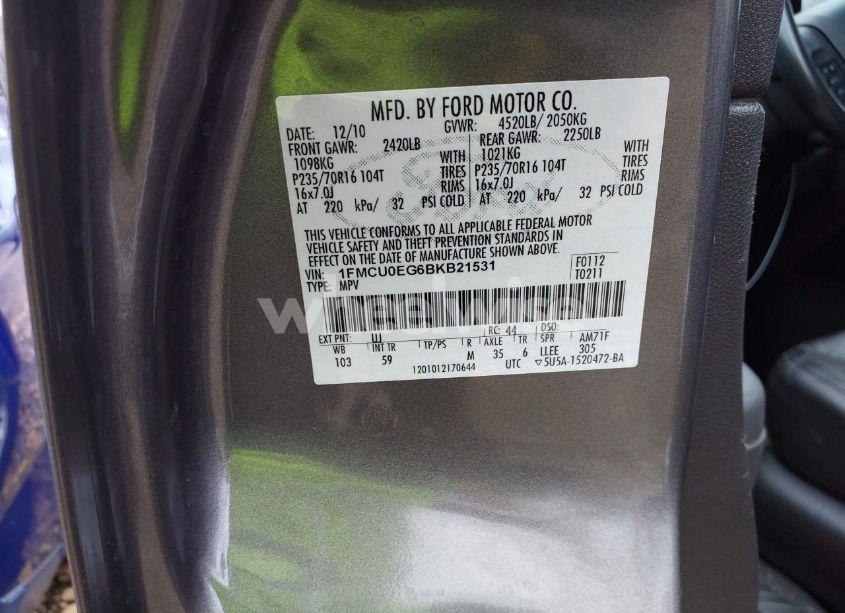 MFD. BY FORD MOTOR CO.
DATE: 12/10 GVWR: 4520LB/ 2050KG
FRONT GAWR: 2420LB REAR GAWR: 2250LB
1098KG WITH 1021KG WITH
P235/70R16 104T TIRES P235/70R16 104T TIRES
16x7.0J RIMS 16x7.0J RIMS
AT 220 kPa/ 32 PSI COLD AT 220 kPa/ 32 PSI COLD
THIS VEHICLE CONFORMS TO ALL APPLICABLE FEDERAL MOTOR
VEHICLE SAFETY AND THEFT PREVENTION STANDARDS IN
EFFECT ON THE DATE OF MANUFACTURE SHOWN ABOVE.
VIN: 1FMCU0EG6BKB21531 F0112
TYPE: MPV T0211
wheelwise
EXT PNT: UJ RC: 44 DSO:
WB INT TR TP/PS R AXLE TR SPR AM71F
103 59 M 35 6 LLEE 305
1201012170644 UTC ▽5U5A-1520472-BA
Ford